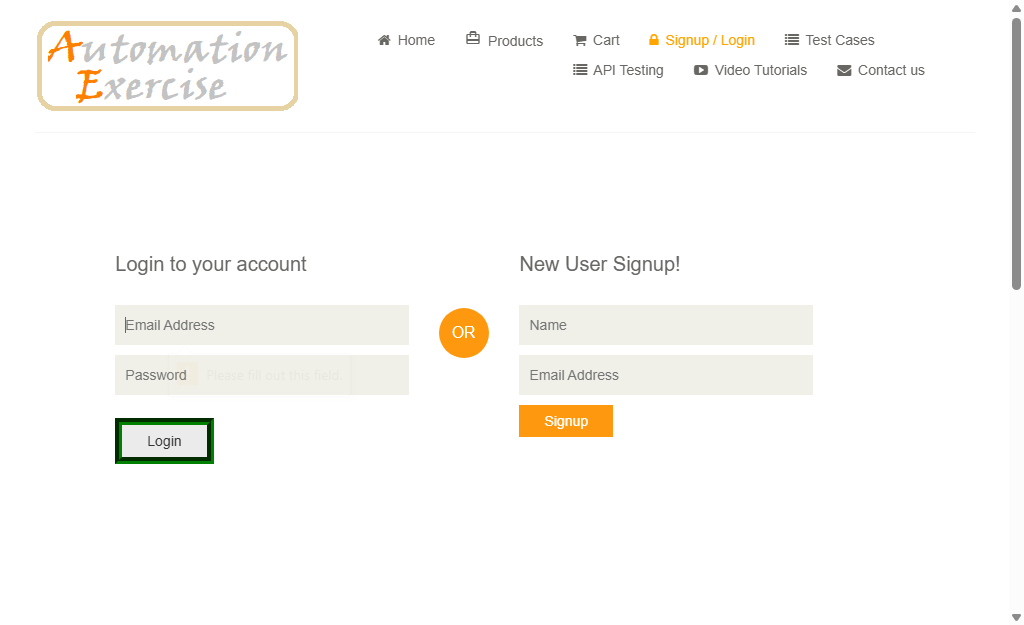 Automation
Exercise
Home
Products
Cart
Signup / Login
Test Cases
API Testing
Video Tutorials
Contact us
Login to your account
Email Address
Password
Please fill out this field.
Login
OR
New User Signup!
Name
Email Address
Signup